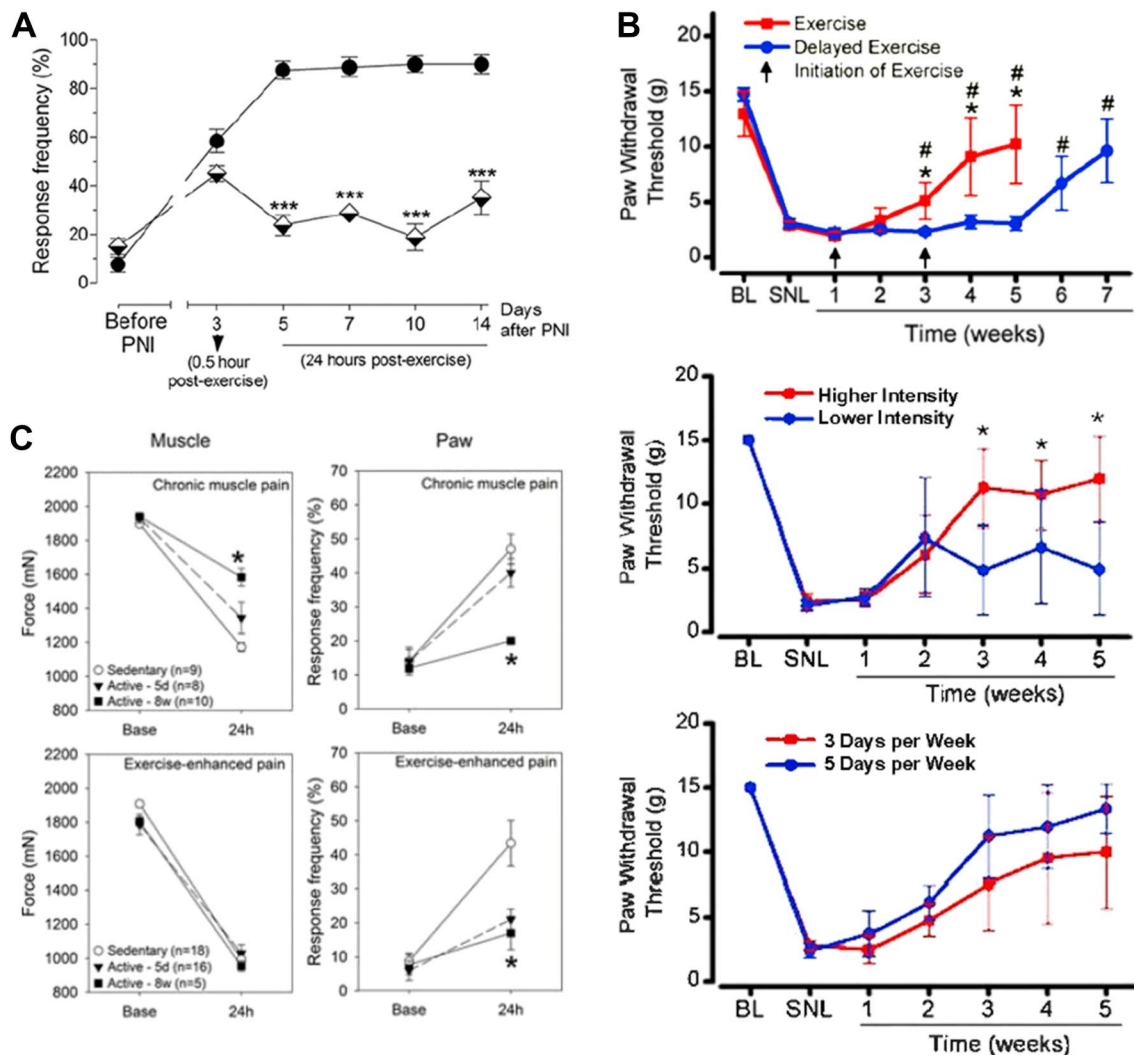 A
100
80
60
40
20
0
Response frequency (%)
***
***
***
***
Before
PNI
3
5
7
10
14
Days
after PNI
(0.5 hour
post-exercise)
(24 hours post-exercise)
B
Exercise
Delayed Exercise
Initiation of Exercise
20
15
10
5
0
Paw Withdrawal
Threshold (g)
#
*
#
*
#
*
#
#
BL
SNL
1
2
3
4
5
6
7
Time (weeks)
Higher Intensity
Lower Intensity
20
15
10
5
0
Paw Withdrawal
Threshold (g)
*
*
*
BL
SNL
1
2
3
4
5
Time (weeks)
3 Days per Week
5 Days per Week
20
15
10
5
0
Paw Withdrawal
Threshold (g)
BL
SNL
1
2
3
4
5
Time (weeks)
C
Muscle
Paw
2200
2000
1800
1600
1400
1200
1000
800
Force (mN)
Chronic muscle pain
*
Sedentary (n=9)
Active - 5d (n=8)
Active - 8w (n=10)
Base
24h
70
60
50
40
30
20
10
0
Response frequency (%)
Chronic muscle pain
*
Base
24h
2200
2000
1800
1600
1400
1200
1000
800
Force (mN)
Exercise-enhanced pain
Sedentary (n=18)
Active - 5d (n=16)
Active - 8w (n=5)
Base
24h
70
60
50
40
30
20
10
0
Response frequency (%)
Exercise-enhanced pain
*
Base
24h